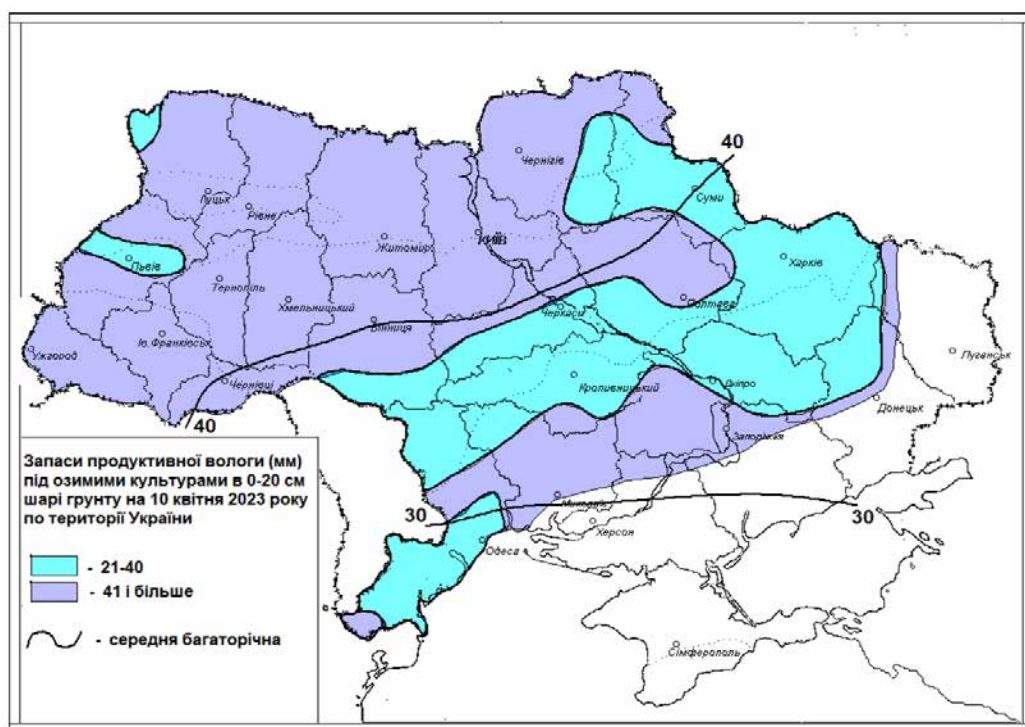 40
Чернігів
Суми
Луцьк
Рівне
Житомир
КИЇВ
Харків
Львів
Тернопіль
Хмельницький
Полтава
Черкаси
Вінниця
Ів.Франківськ
Ужгород
Луганськ
Чернівці
Кропивницький
Дніпро
Донецьк
40
Запоріжжя
Запаси продуктивної вологи (мм)
під озимими культурами в 0-20 см
шарі грунту на 10 квітня 2023 року
по території України
Миколаїв
30
30
Херсон
Одеса
- 21-40
- 41 і більше
- середня багаторічна
Сімферополь